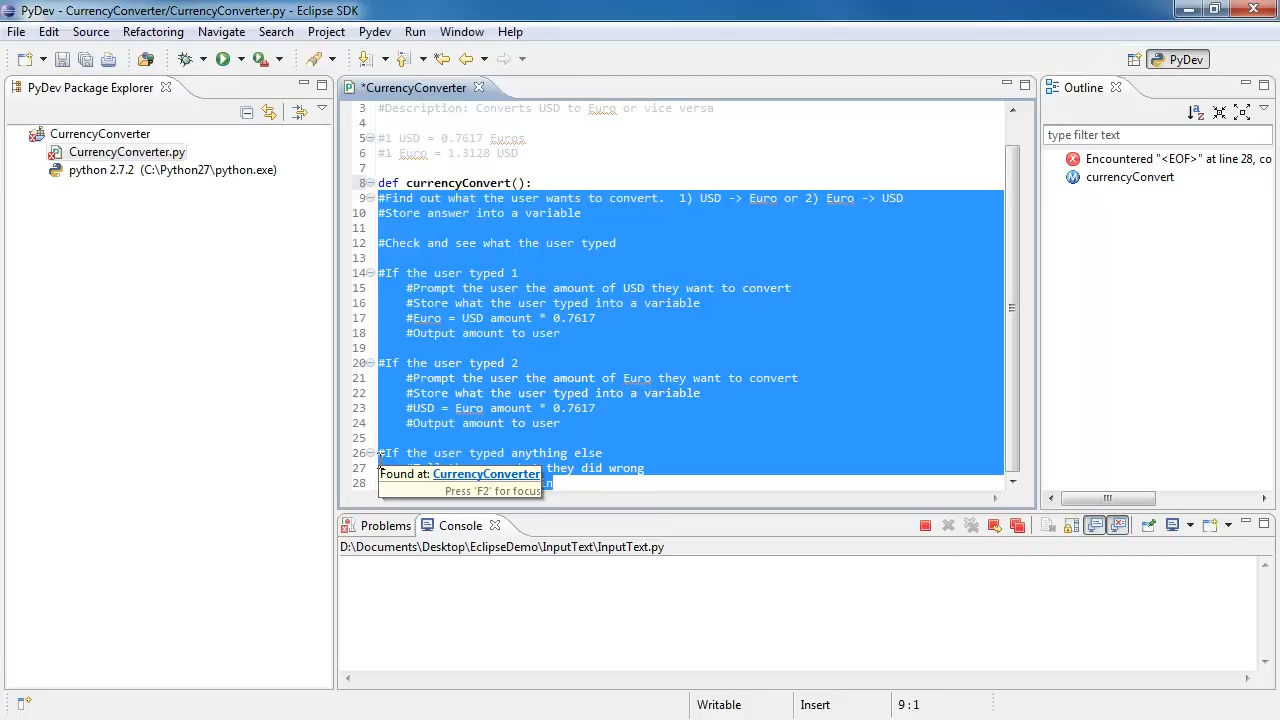 PyDev - CurrencyConverter/CurrencyConverter.py - Eclipse SDK
File Edit Source Refactoring Navigate Search Project Pydev Run Window Help
PyDev
PyDev Package Explorer
CurrencyConverter
CurrencyConverter.py
python 2.7.2 (C:\Python27\python.exe)
*CurrencyConverter
3 #Description: Converts USD to Euro or vice versa
4
5 #1 USD = 0.7617 Euros
6 #1 Euro = 1.3128 USD
7
8 def currencyConvert():
9 #Find out what the user wants to convert.  1) USD -> Euro or 2) Euro -> USD
10 #Store answer into a variable
11
12 #Check and see what the user typed
13
14 #If the user typed 1
15 #Prompt the user the amount of USD they want to convert
16 #Store what the user typed into a variable
17 #Euro = USD amount * 0.7617
18 #Output amount to user
19
20 #If the user typed 2
21 #Prompt the user the amount of Euro they want to convert
22 #Store what the user typed into a variable
23 #USD = Euro amount * 0.7617
24 #Output amount to user
25
26 #If the user typed anything else
27 they did wrong
28
Found at: CurrencyConverter
Press 'F2' for focus
Outline
type filter text
Encountered "<EOF>" at line 28, co
currencyConvert
Problems Console
D:\Documents\Desktop\EclipseDemo\InputText\InputText.py
Writable Insert 9 : 1